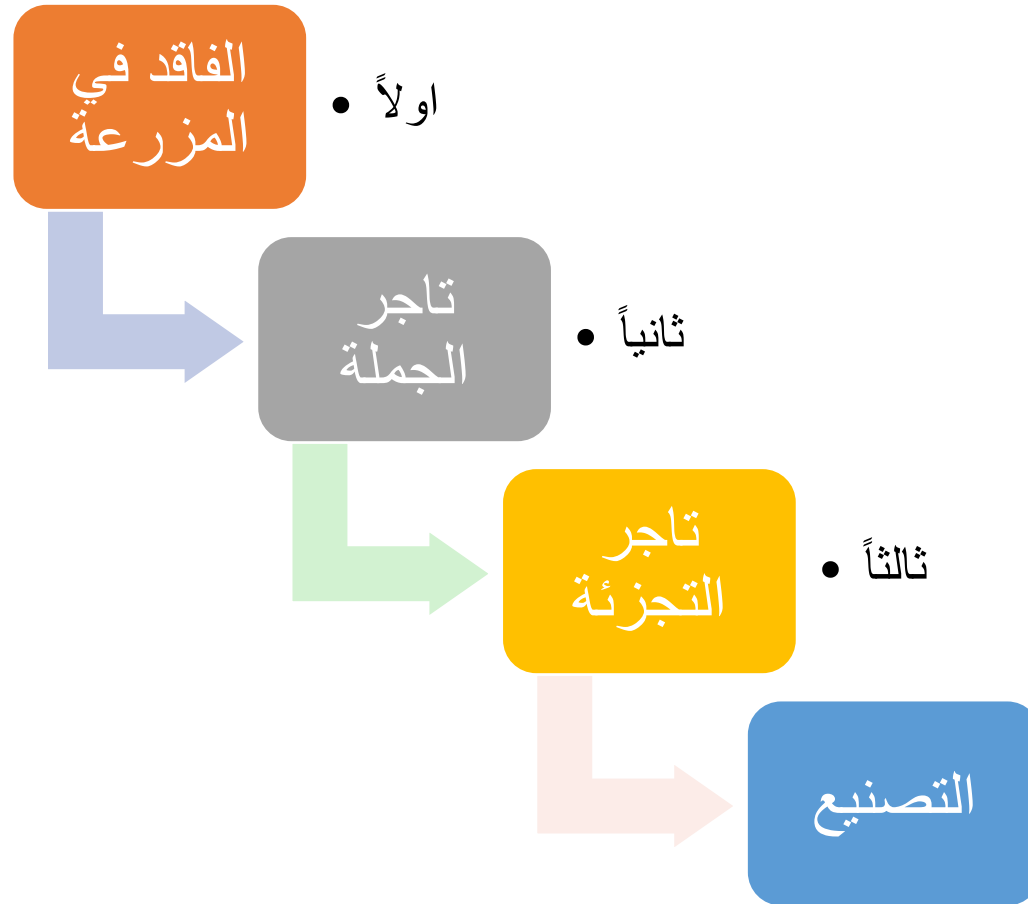 الفاقد في
المزرعة
• اولاً
تاجر
الجملة
• ثانياً
تاجر
التجزئة
• ثالثاً
التصنيع